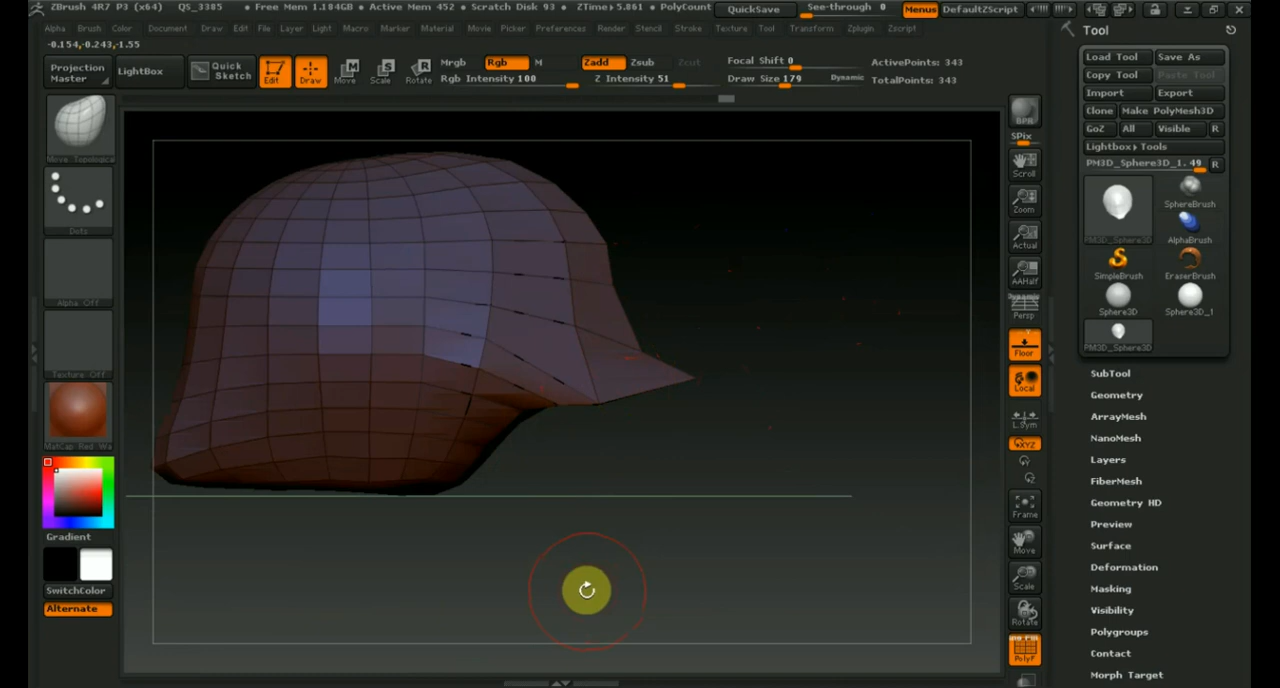 ZBrush 4R7 P3 (x64) QS_3385 • Free Mem 1.184GB • Active Mem 452 • Scratch Disk 93 • ZTime▸5.861 • PolyCount QuickSave See-through 0 Menus DefaultZScript
Alpha Brush Color Document Draw Edit File Layer Light Macro Marker Material Movie Picker Preferences Render Stencil Stroke Texture Tool Transform Zplugin Zscript
-0.154,-0.243,-1.55
Projection Master
LightBox
Quick Sketch
Edit
Draw
Move
Scale
Rotate
Mrgb Rgb M
Rgb Intensity 100
Zadd Zsub Zcut
Z Intensity 51
Focal Shift 0
Draw Size 179 Dynamic
ActivePoints: 343
TotalPoints: 343
Move Topological
Dots
Alpha Off
Texture Off
MatCap Red Wa
Gradient
SwitchColor
Alternate
BPR
SPix
Scroll
Zoom
Actual
AAHalf
Dynamic
Persp
Floor
Local
L.Sym
XYZ
Frame
Move
Scale
Rotate
PolyF
Tool
Load Tool Save As
Copy Tool Paste Tool
Import Export
Clone Make PolyMesh3D
GoZ All Visible R
Lightbox▸Tools
PM3D_Sphere3D_1. 49 R
PM3D_Sphere3D
SphereBrush
AlphaBrush
SimpleBrush
EraserBrush
Sphere3D
Sphere3D_1
PM3D_Sphere3D
SubTool
Geometry
ArrayMesh
NanoMesh
Layers
FiberMesh
Geometry HD
Preview
Surface
Deformation
Masking
Visibility
Polygroups
Contact
Morph Target